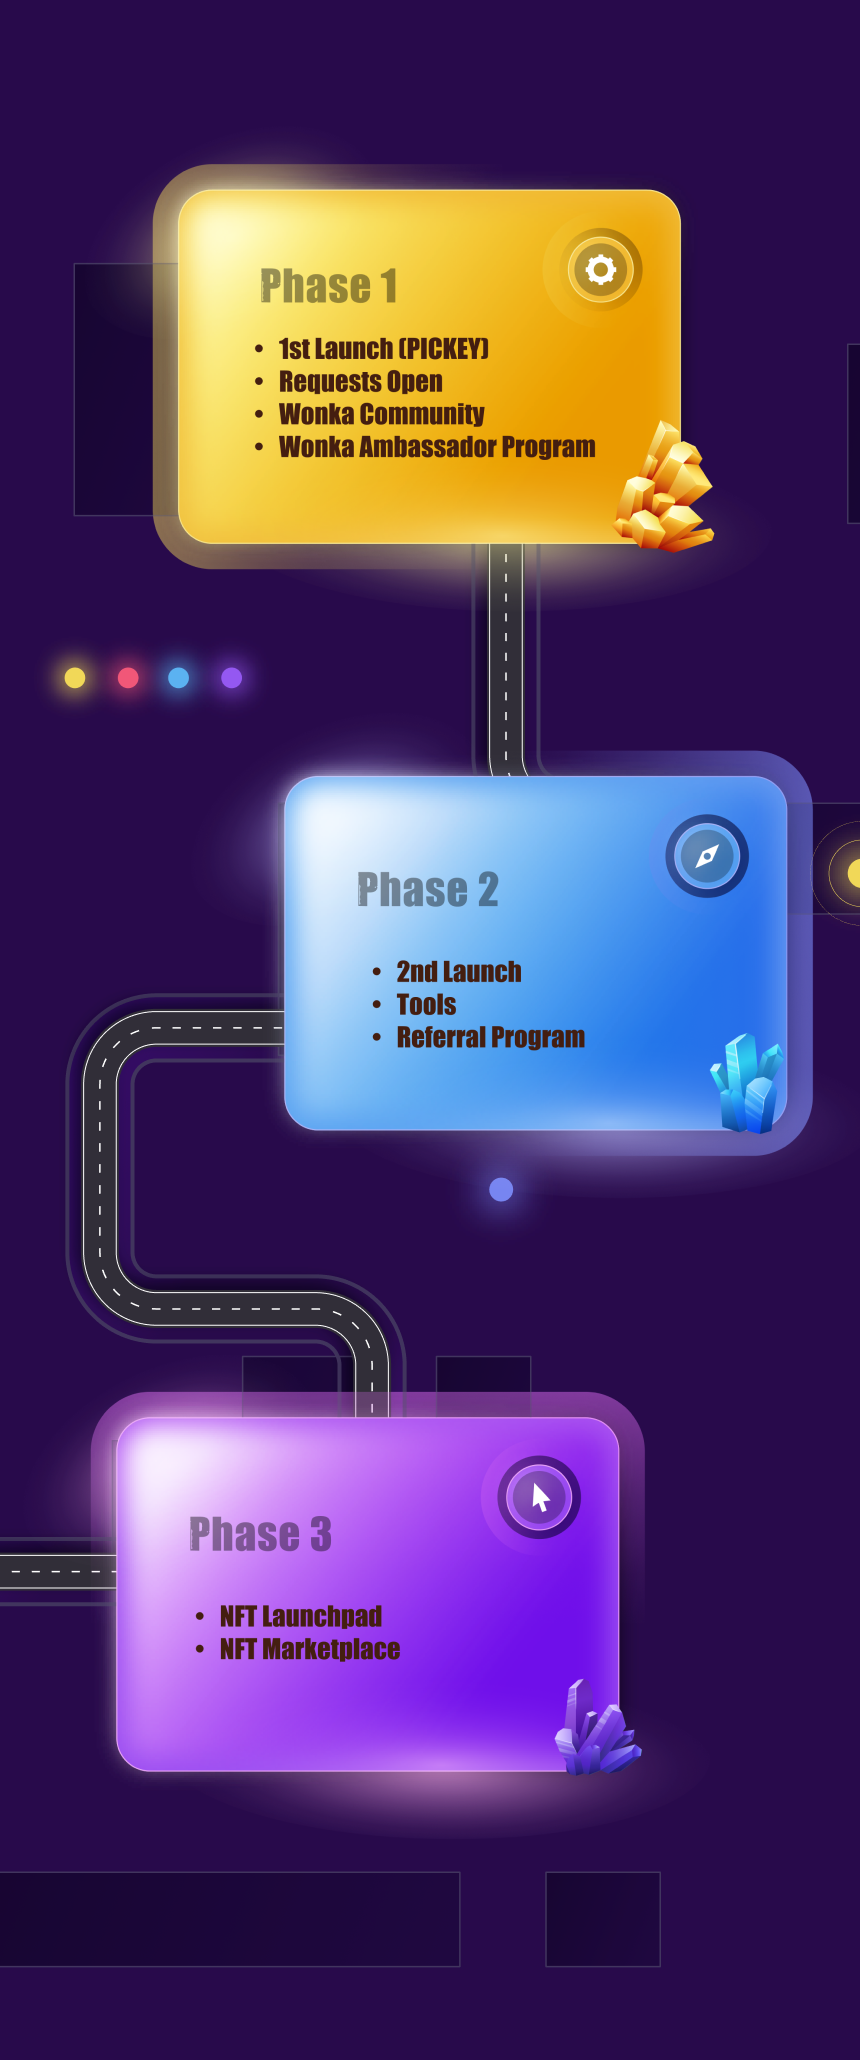 Phase 1
• 1st Launch (PICKEY)
• Requests Open
• Wonka Community
• Wonka Ambassador Program
Phase 2
• 2nd Launch
• Tools
• Referral Program
Phase 3
• NFT Launchpad
• NFT Marketplace